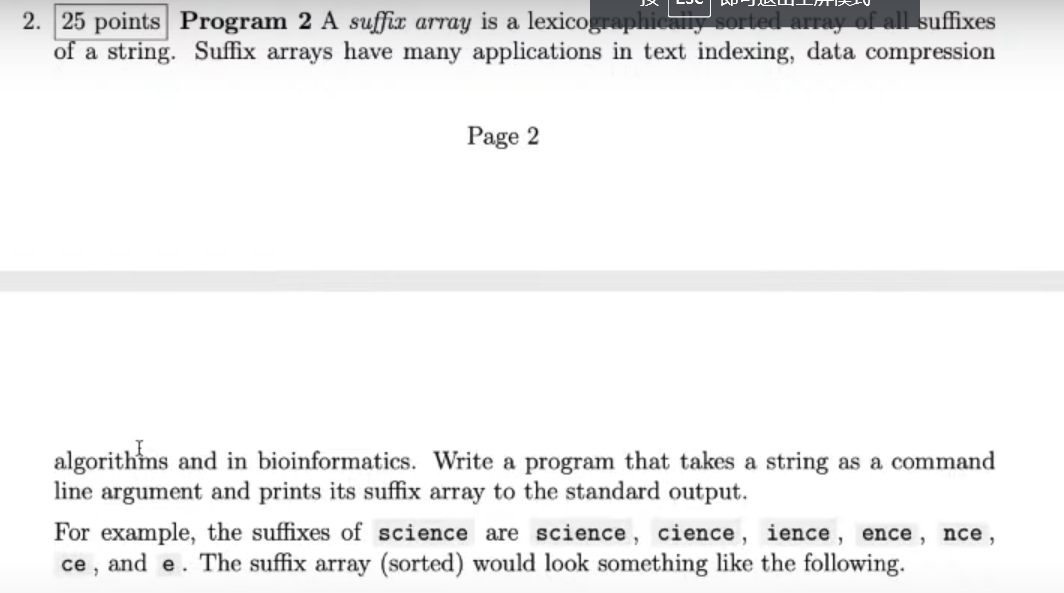 按 Esc 即可退出全屏模式
2. 25 points Program 2 A suffix array is a lexicographically sorted array of all suffixes
of a string. Suffix arrays have many applications in text indexing, data compression
Page 2
algorithms and in bioinformatics. Write a program that takes a string as a command
line argument and prints its suffix array to the standard output.
For example, the suffixes of science are science, cience, ience, ence, nce,
ce, and e. The suffix array (sorted) would look something like the following.